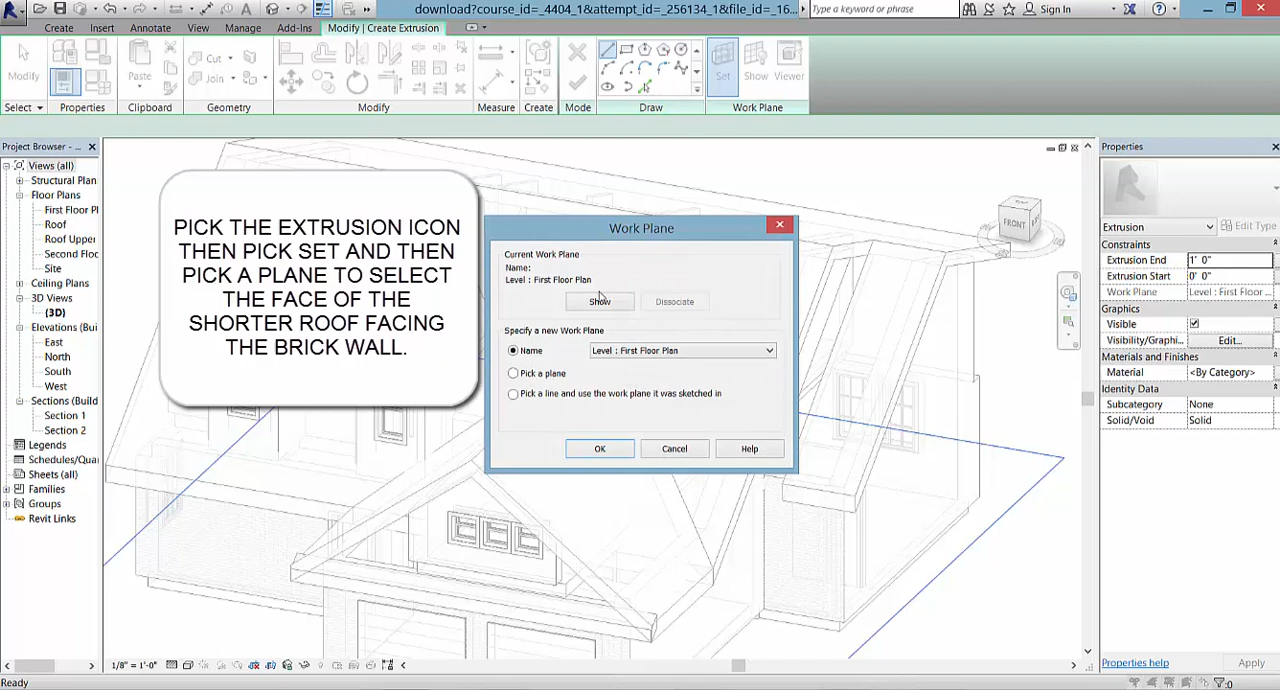 download?course_id=_4404_1&attempt_id=_256134_1&file_id=_16...
Type a keyword or phrase
Sign In
Create
Insert
Annotate
View
Manage
Add-Ins
Modify | Create Extrusion
Modify
Paste
Cut
Join
Set
Show
Viewer
Select
Properties
Clipboard
Geometry
Modify
Measure
Create
Mode
Draw
Work Plane
Project Browser - ...
Views (all)
Structural Plan
Floor Plans
First Floor Pl
Roof
Roof Upper
Second Floo
Site
Ceiling Plans
3D Views
(3D)
Elevations (Buil
East
North
South
West
Sections (Build
Section 1
Section 2
Legends
Schedules/Qua
Sheets (all)
Families
Groups
Revit Links
PICK THE EXTRUSION ICON
THEN PICK SET AND THEN
PICK A PLANE TO SELECT
THE FACE OF THE
SHORTER ROOF FACING
THE BRICK WALL.
Work Plane
Current Work Plane
Name:
Level : First Floor Plan
Show
Dissociate
Specify a new Work Plane
Name
Level : First Floor Plan
Pick a plane
Pick a line and use the work plane it was sketched in
OK
Cancel
Help
FRONT
Properties
Extrusion
Edit Type
Constraints
Extrusion End
1' 0"
Extrusion Start
0' 0"
Work Plane
Level : First Floor ...
Graphics
Visible
Visibility/Graphi...
Edit...
Materials and Finishes
Material
<By Category>
Identity Data
Subcategory
None
Solid/Void
Solid
Properties help
Apply
1/8" = 1'-0"
Ready
:0